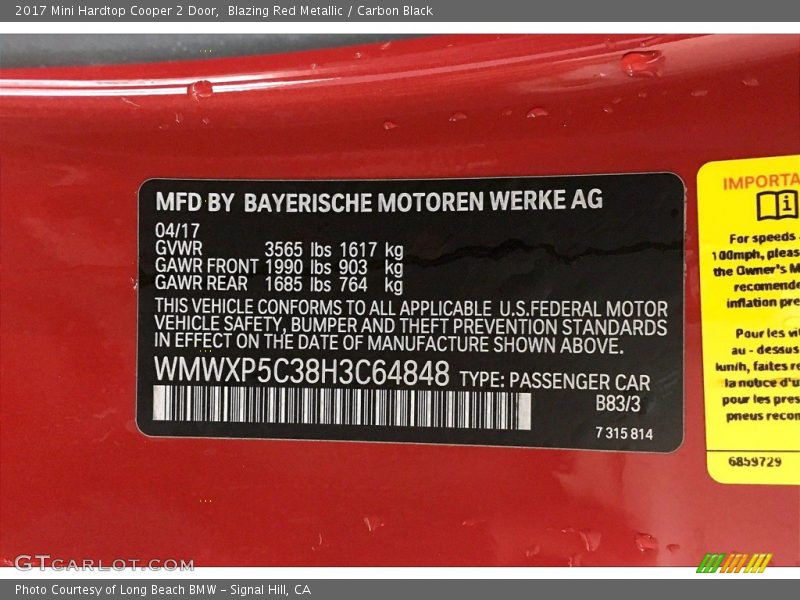 2017 Mini Hardtop Cooper 2 Door,  Blazing Red Metallic / Carbon Black
MFD BY BAYERISCHE MOTOREN WERKE AG
04/17
GVWR 3565 lbs 1617 kg
GAWR FRONT 1990 lbs 903 kg
GAWR REAR 1685 lbs 764 kg
THIS VEHICLE CONFORMS TO ALL APPLICABLE U.S.FEDERAL MOTOR
VEHICLE SAFETY, BUMPER AND THEFT PREVENTION STANDARDS
IN EFFECT ON THE DATE OF MANUFACTURE SHOWN ABOVE.
WMWXP5C38H3C64848 TYPE: PASSENGER CAR
B83/3
7 315 814
IMPORTA
For speeds
100mph, pleas
the Owner's M
recomende
inflation pre
Pour les vi
au - dessus
km/h, faites r
la notice d'u
pour les pres
pneus recom
6859729
GTcarlot.com
Photo Courtesy of Long Beach BMW - Signal Hill, CA